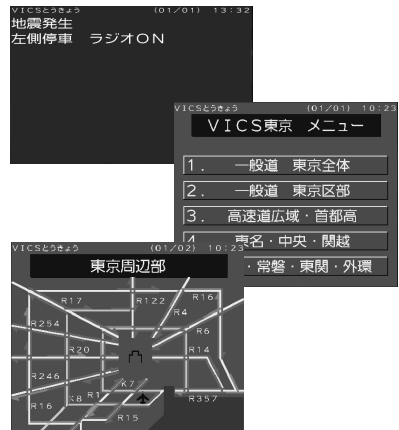 VICSとうきょう (01/01) 13:32
地震発生
左側停車 ラジオON
VICSとうきょう (01/01) 10:23
VICS東京 メニュー
1. 一般道 東京全体
2. 一般道 東京区部
3. 高速道広域・首都高
4. 東名・中央・関越
・常磐・東関・外環
VICSとうきょう (01/02) 10:23
東京周辺部
R17
R122
R16
R4
R254
R6
R20
R14
R246
K7
R16
K8
R1
R357
R15